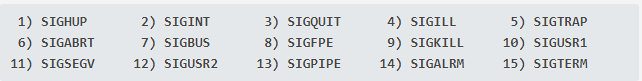 1) SIGHUP 2) SIGINT 3) SIGQUIT 4) SIGILL 5) SIGTRAP
6) SIGABRT 7) SIGBUS 8) SIGFPE 9) SIGKILL 10) SIGUSR1
11) SIGSEGV 12) SIGUSR2 13) SIGPIPE 14) SIGALRM 15) SIGTERM